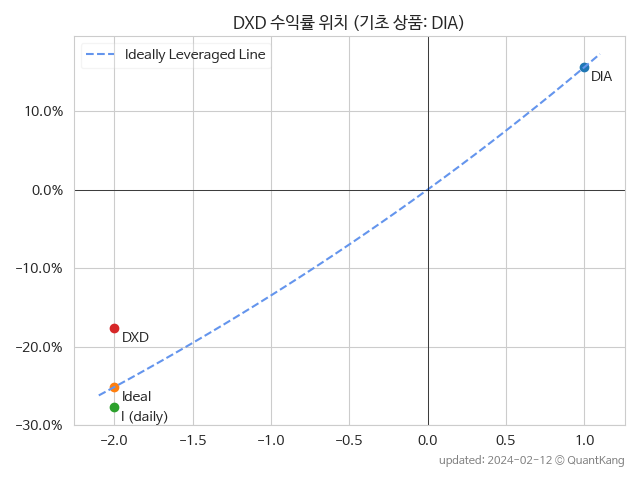 DXD 수익률 위치 (기초 상품: DIA)
Ideally Leveraged Line
DIA
10.0%
0.0%
-10.0%
DXD
-20.0%
Ideal
I (daily)
-30.0%
-2.0 -1.5 -1.0 -0.5 0.0 0.5 1.0
updated: 2024-02-12 © QuantKang